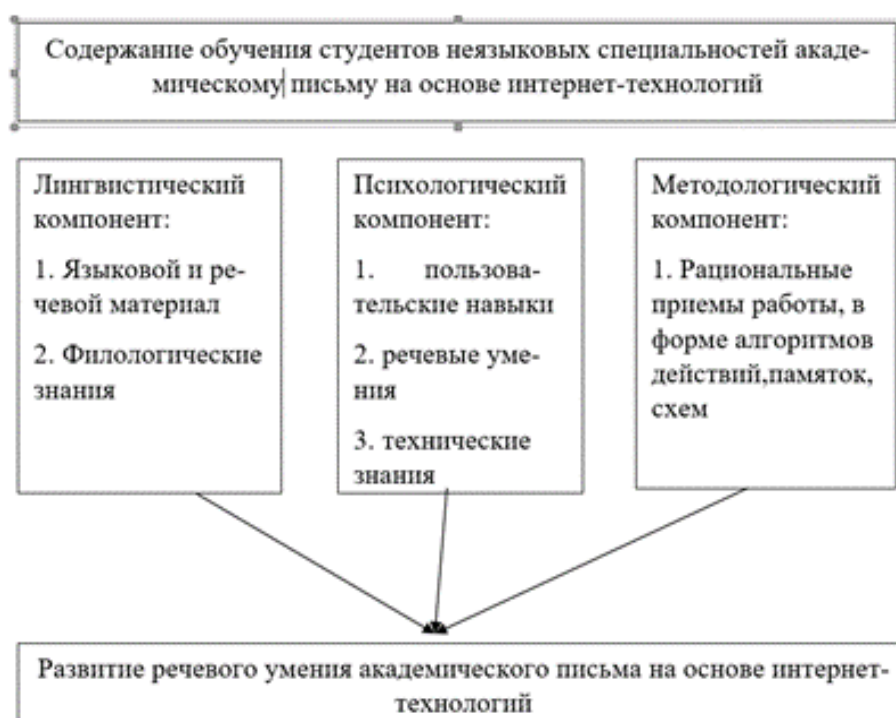 Содержание обучения студентов неязыковых специальностей акаде-
мическому письму на основе интернет-технологий
Лингвистический
компонент:
1. Языковой и ре-
чевой материал
2. Филологические
знания
Психологический
компонент:
1. пользова-
тельские навыки
2. речевые уме-
ния
3. технические
знания
Методологический
компонент:
1. Рациональные
приемы работы, в
форме алгоритмов
действий,памяток,
схем
Развитие речевого умения академического письма на основе интернет-
технологий